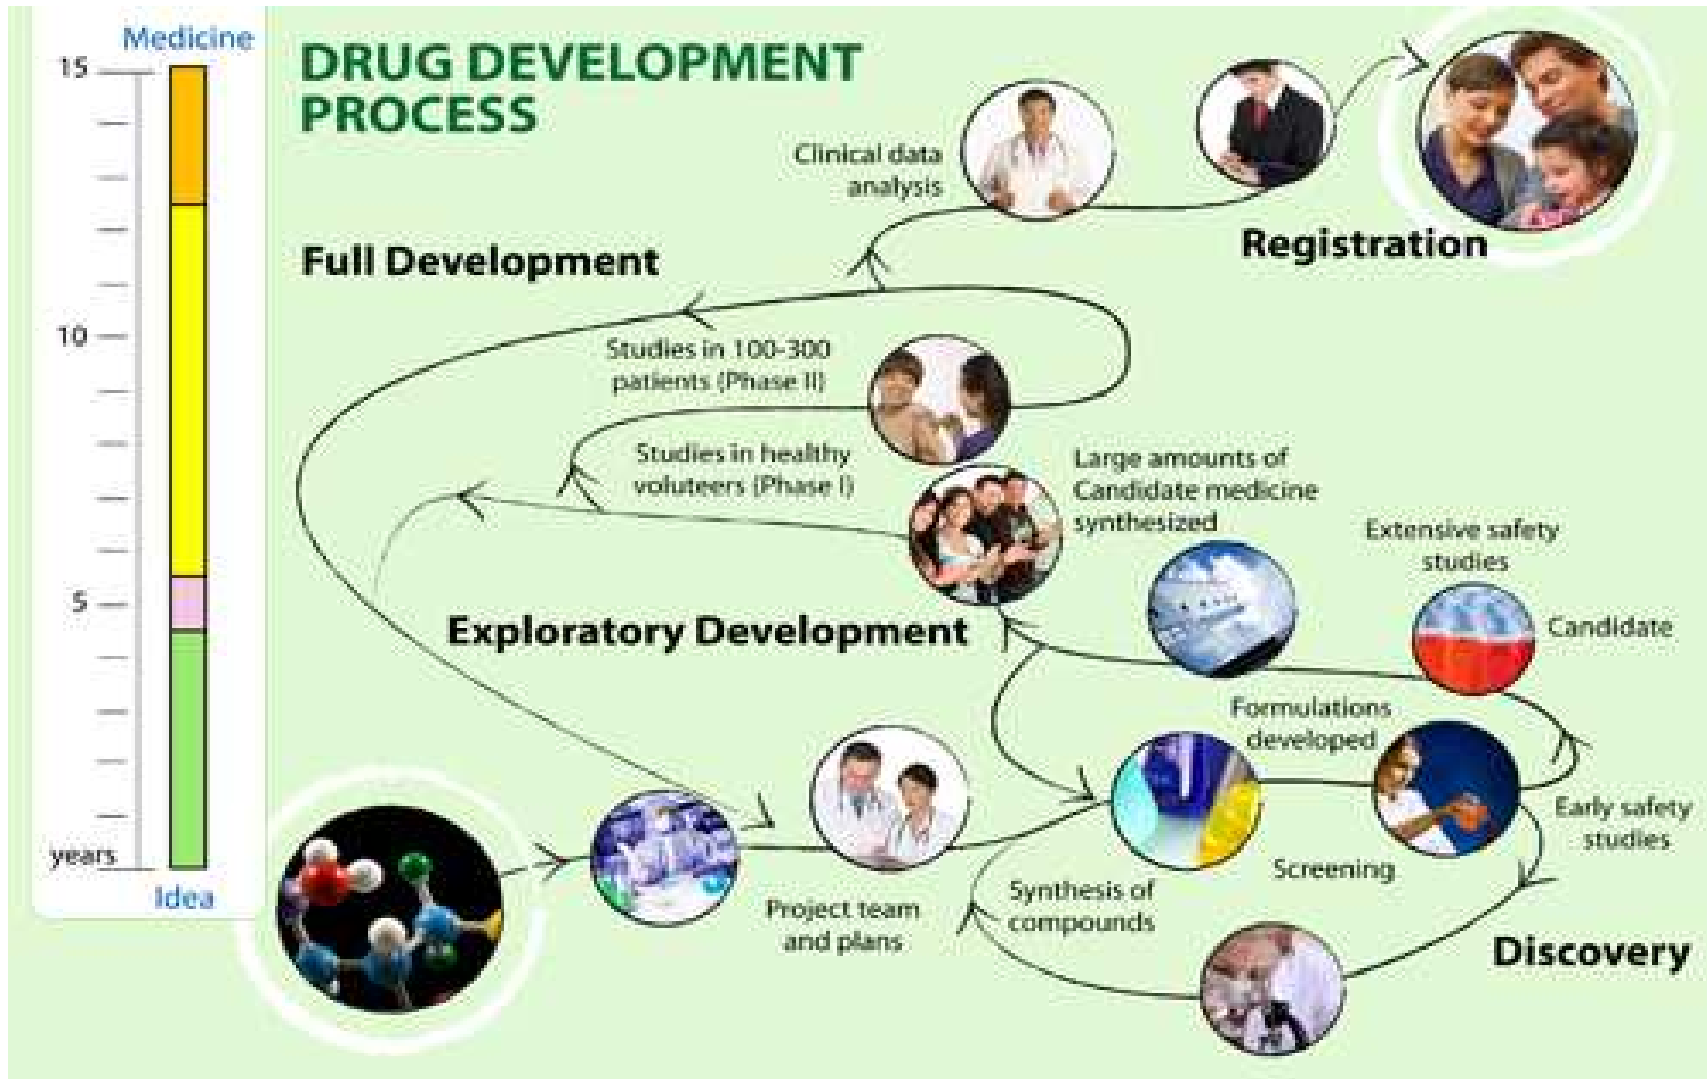 Medicine
15
10
5
years
Idea
DRUG DEVELOPMENT
PROCESS
Clinical data
analysis
Registration
Full Development
Studies in 100-300
patients (Phase II)
Studies in healthy
voluteers (Phase I)
Large amounts of
Candidate medicine
synthesized
Extensive safety
studies
Candidate
Exploratory Development
Formulations
developed
Early safety
studies
Screening
Synthesis of
compounds
Project team
and plans
Discovery